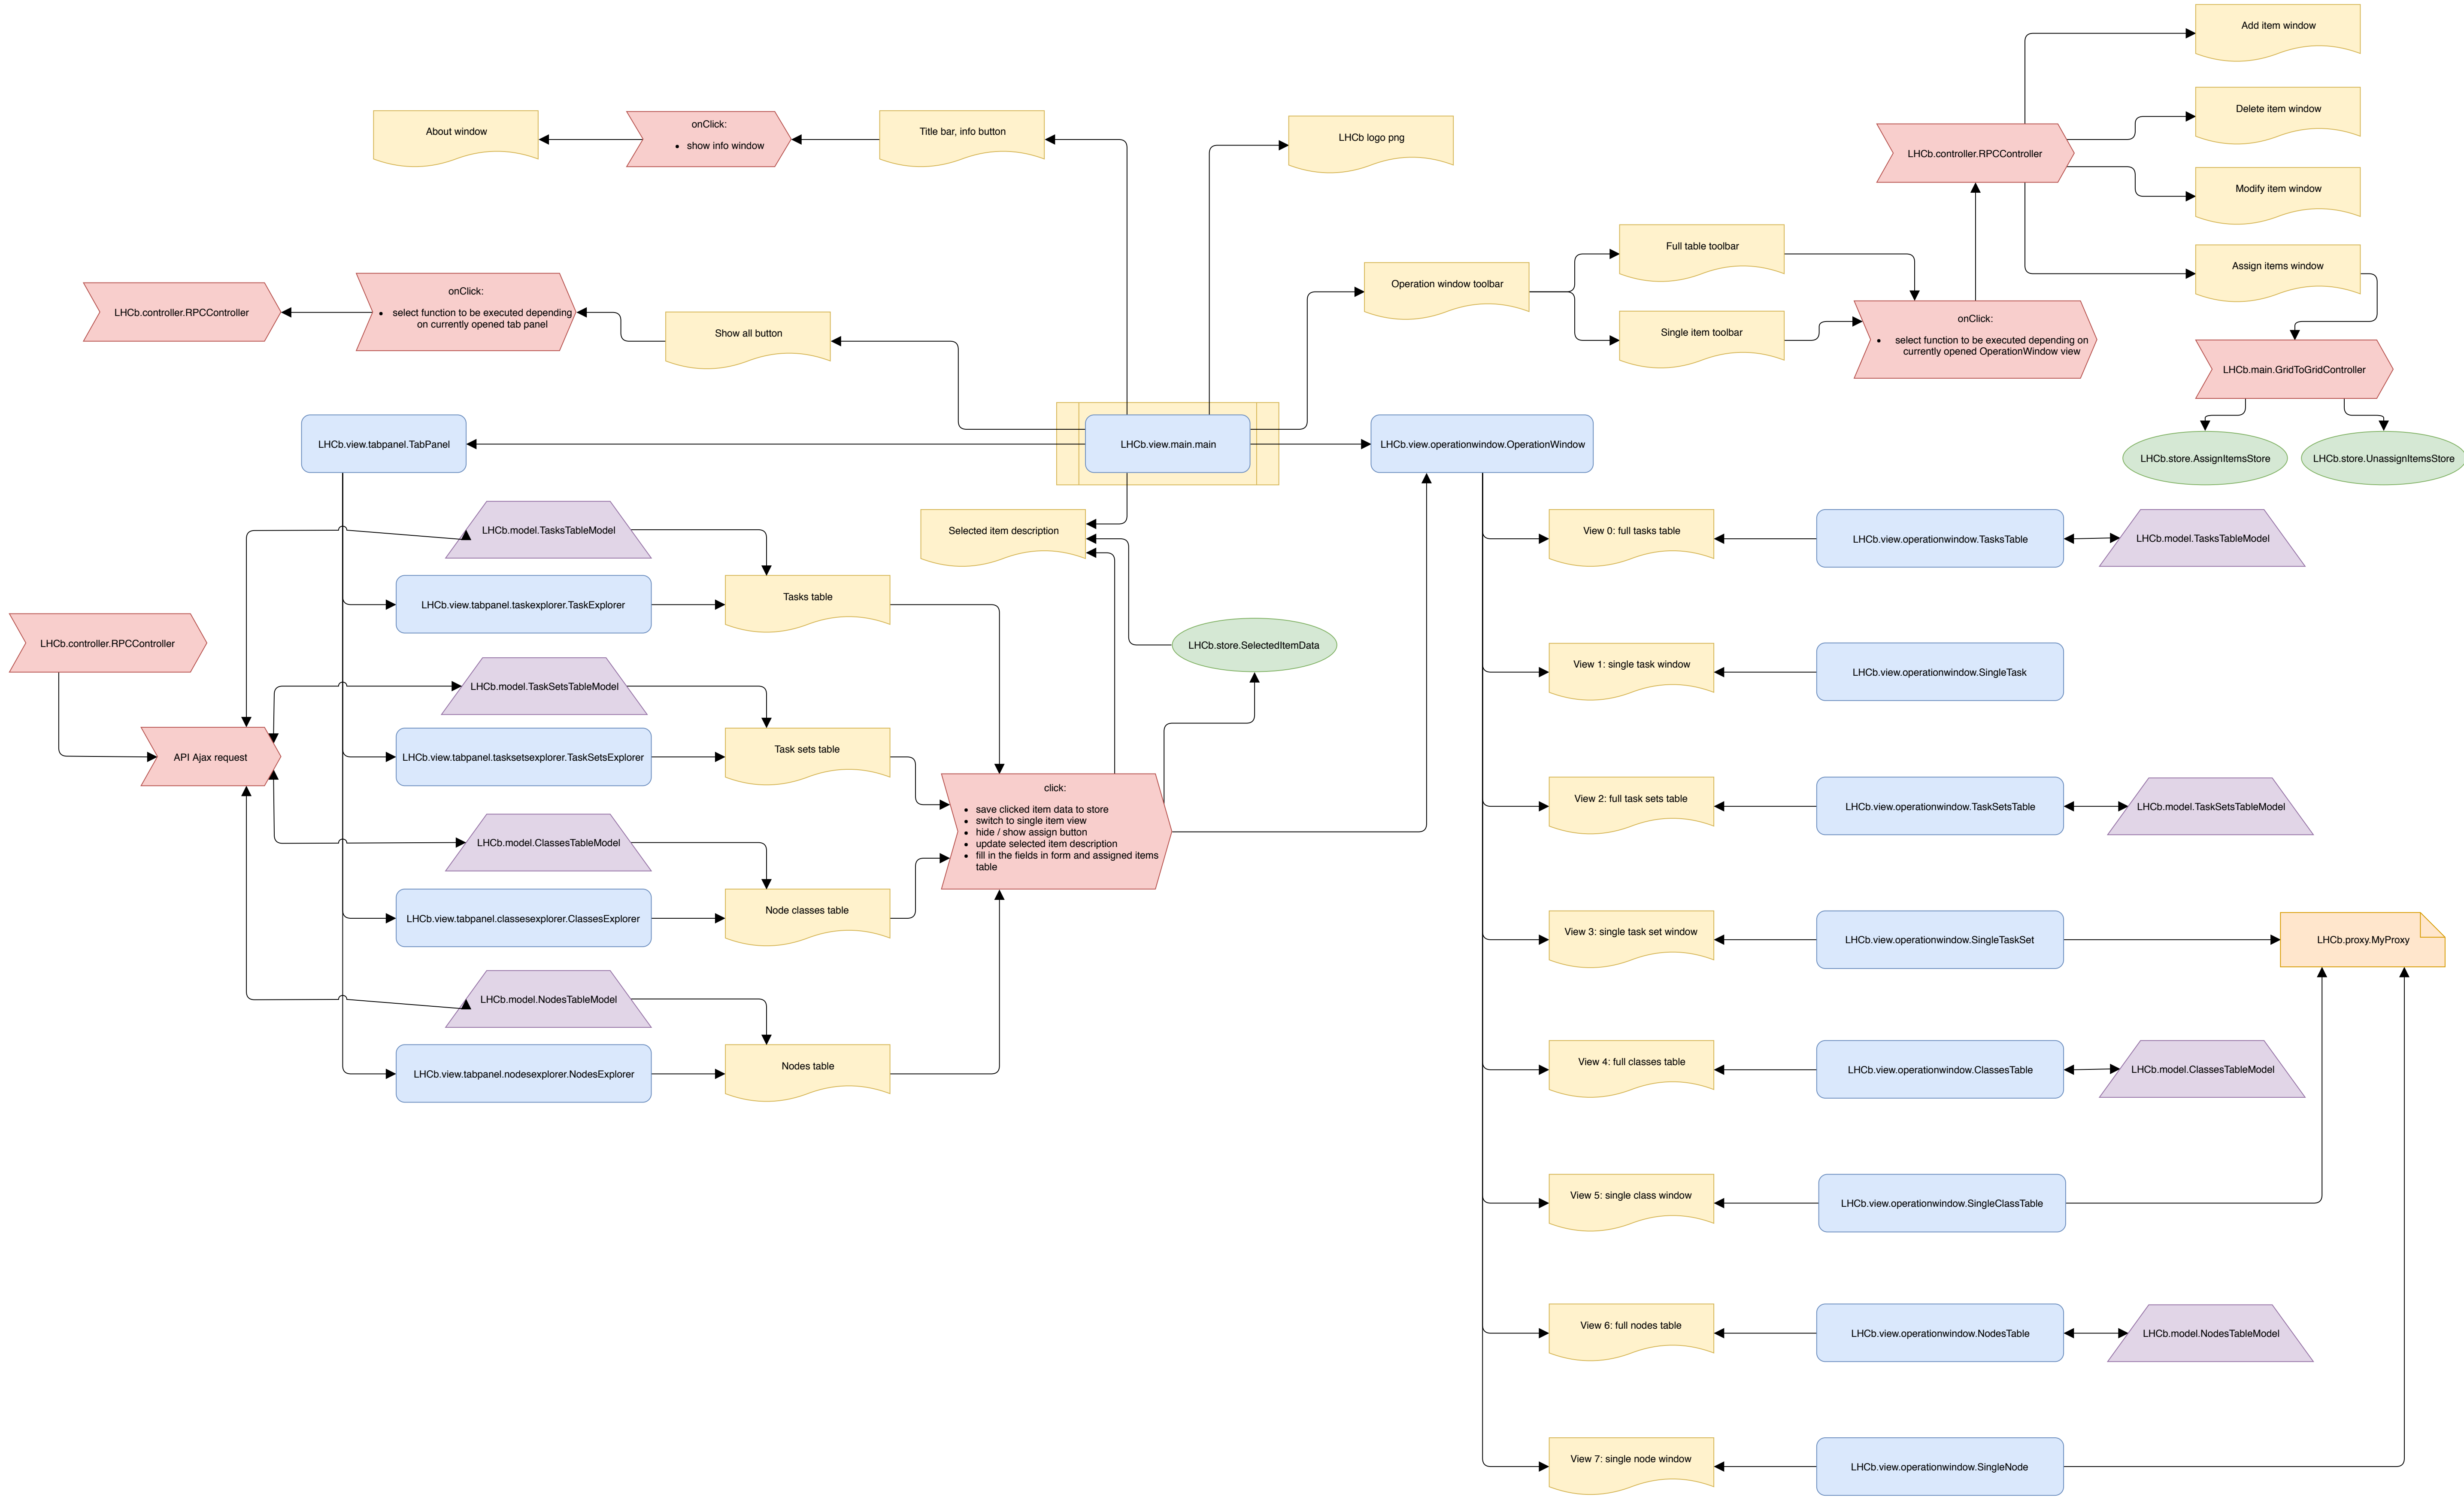 Add item window
Delete item window
Modify item window
Assign items window
About window
onClick:
• show info window
Title bar, info button
LHCb logo png
LHCb.controller.RPCController
Full table toolbar
Operation window toolbar
Single item toolbar
onClick:
• select function to be executed depending on
currently opened OperationWindow view
LHCb.main.GridToGridController
LHCb.store.AssignItemsStore
LHCb.store.UnassignItemsStore
LHCb.controller.RPCController
onClick:
• select function to be executed depending
on currently opened tab panel
Show all button
LHCb.view.tabpanel.TabPanel
LHCb.view.main.main
LHCb.view.operationwindow.OperationWindow
LHCb.model.TasksTableModel
Selected item description
LHCb.view.tabpanel.taskexplorer.TaskExplorer
Tasks table
LHCb.controller.RPCController
LHCb.store.SelectedItemData
LHCb.model.TaskSetsTableModel
API Ajax request
LHCb.view.tabpanel.tasksetsexplorer.TaskSetsExplorer
Task sets table
click:
• save clicked item data to store
• switch to single item view
• hide / show assign button
• update selected item description
• fill in the fields in form and assigned items
table
LHCb.model.ClassesTableModel
LHCb.view.tabpanel.classesexplorer.ClassesExplorer
Node classes table
LHCb.model.NodesTableModel
LHCb.view.tabpanel.nodesexplorer.NodesExplorer
Nodes table
View 0: full tasks table
LHCb.view.operationwindow.TasksTable
LHCb.model.TasksTableModel
View 1: single task window
LHCb.view.operationwindow.SingleTask
View 2: full task sets table
LHCb.view.operationwindow.TaskSetsTable
LHCb.model.TaskSetsTableModel
View 3: single task set window
LHCb.view.operationwindow.SingleTaskSet
LHCb.proxy.MyProxy
View 4: full classes table
LHCb.view.operationwindow.ClassesTable
LHCb.model.ClassesTableModel
View 5: single class window
LHCb.view.operationwindow.SingleClassTable
View 6: full nodes table
LHCb.view.operationwindow.NodesTable
LHCb.model.NodesTableModel
View 7: single node window
LHCb.view.operationwindow.SingleNode